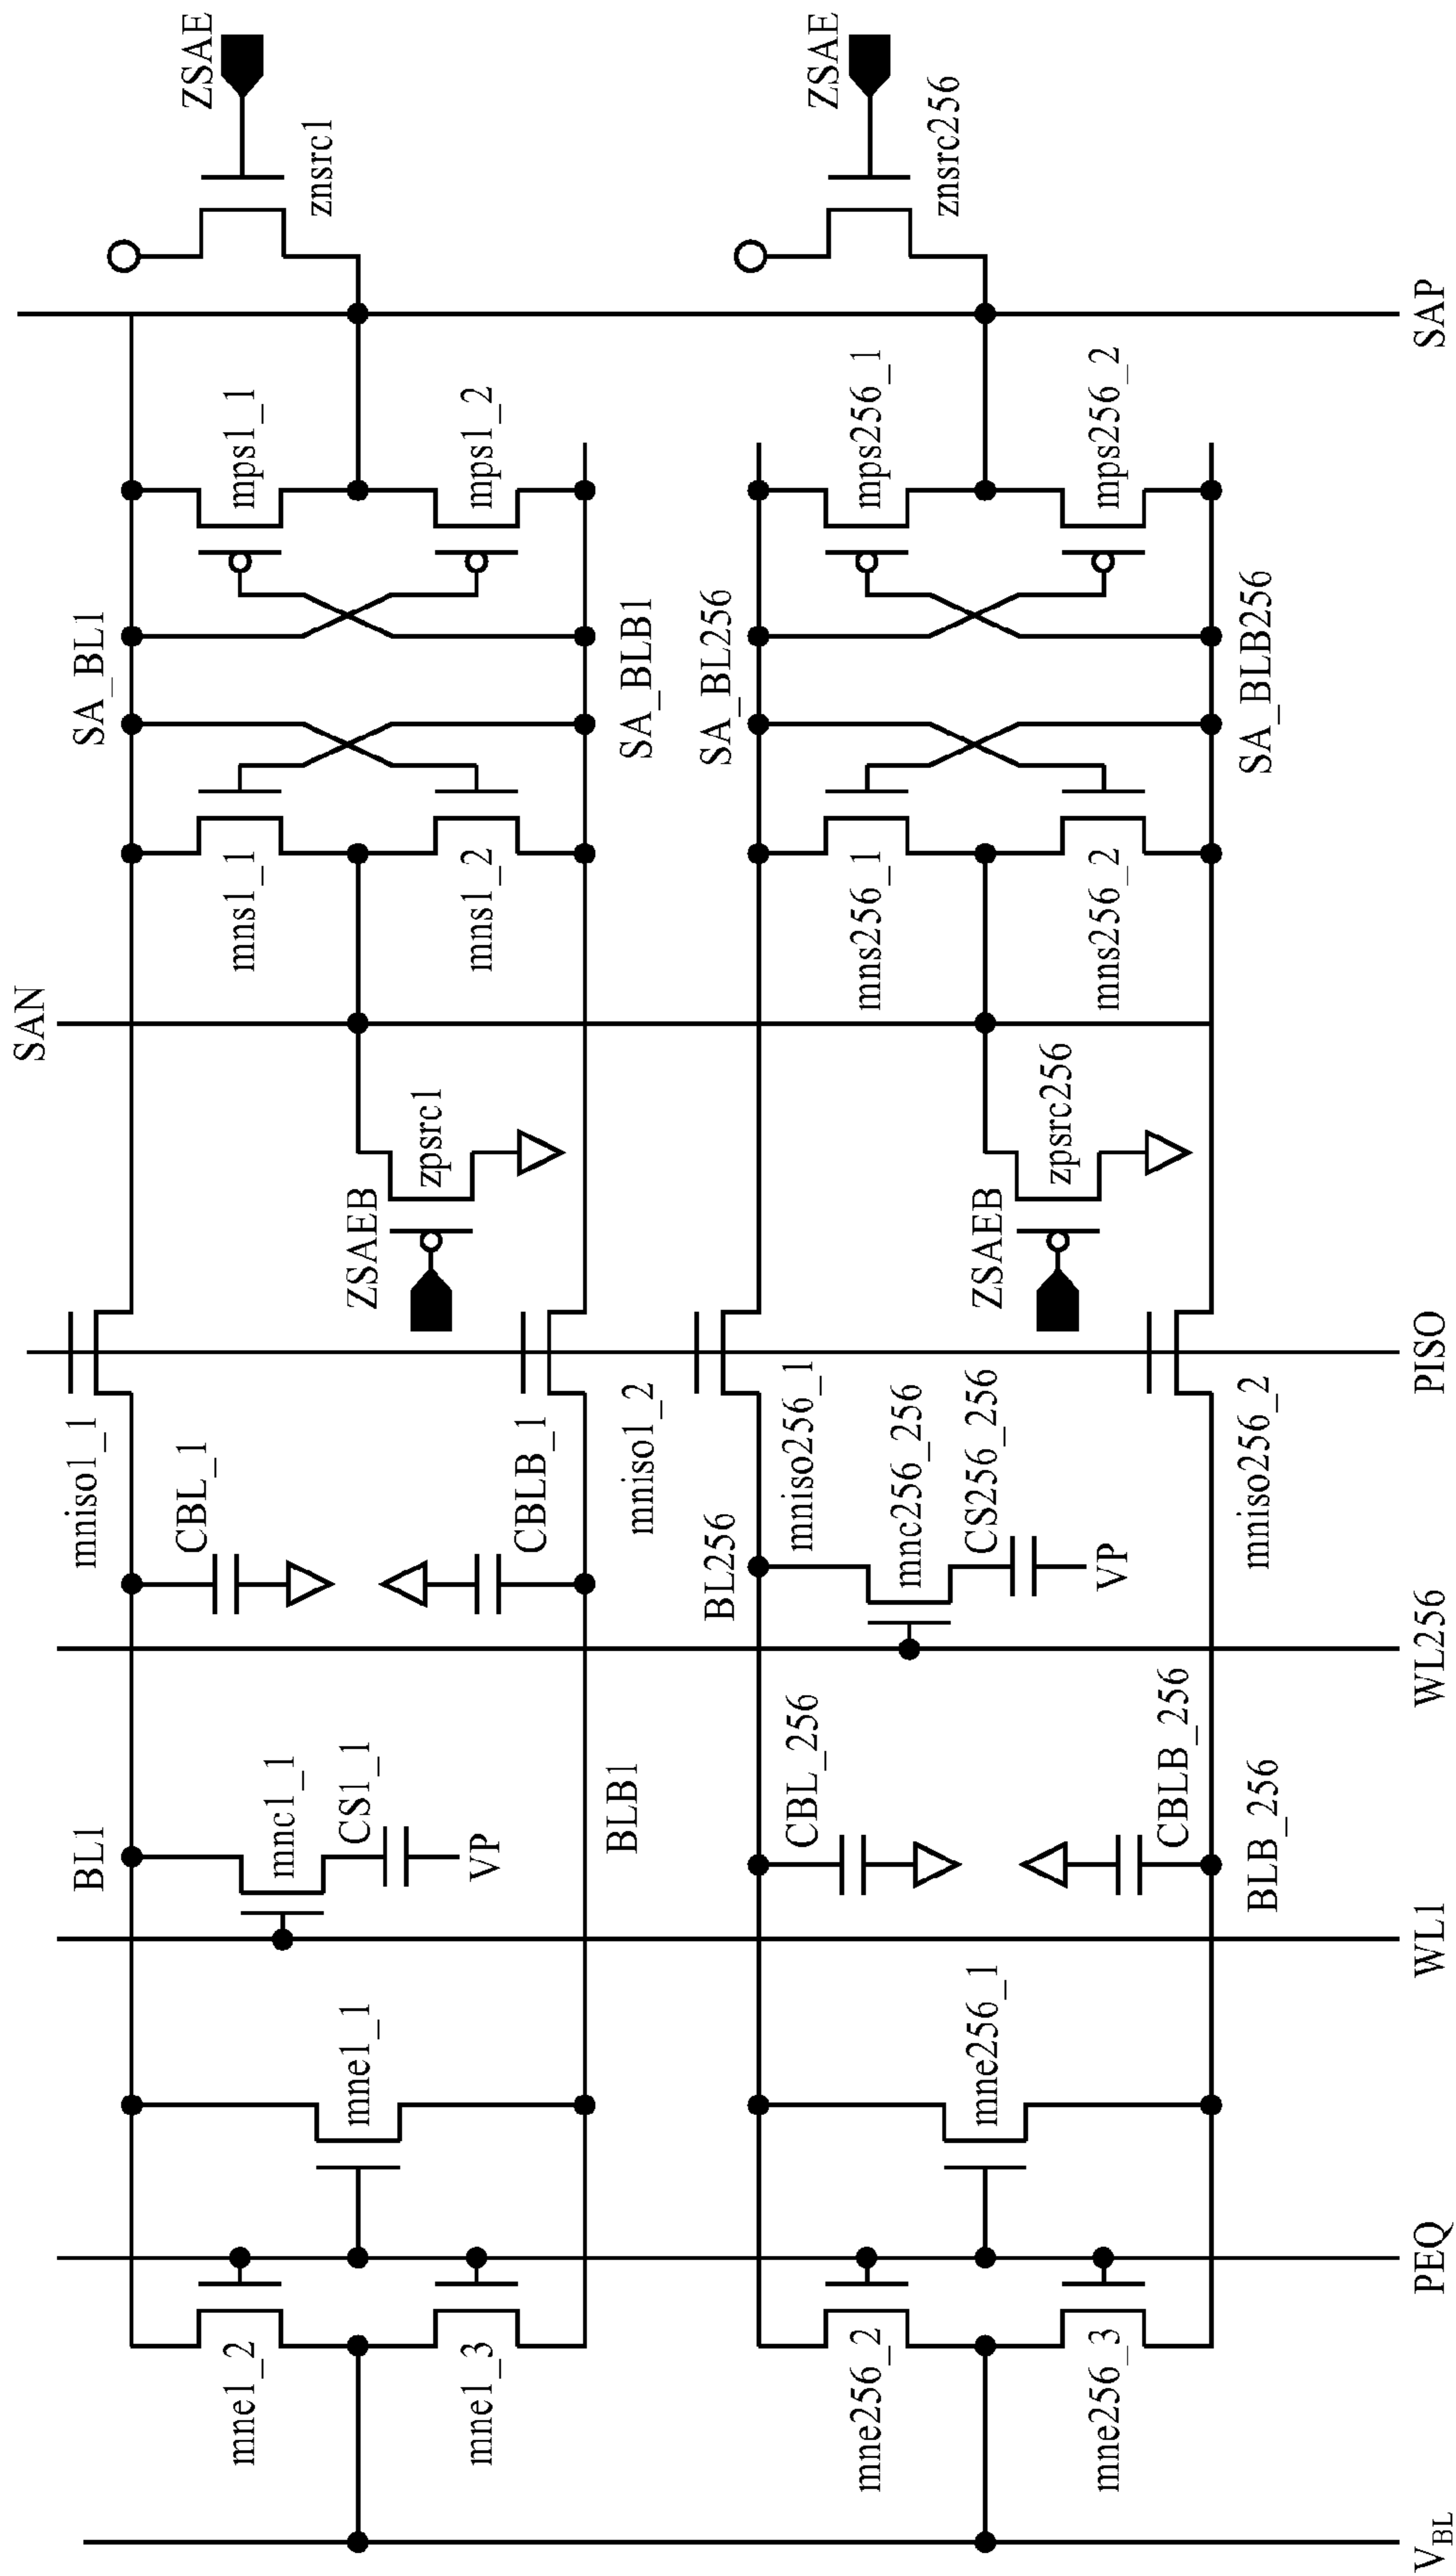 SAN
ZSAE
znsrc1
SA_BL1
mps1_1
mps1_2
mns1_1
mns1_2
SA_BLB1
ZSAEB
zpsrc1
mniso1_1
CBL_1
CBLB_1
mniso1_2
BL1
mnc1_1
CS1_1
VP
BLB1
mne1_1
mne1_2
mne1_3
ZSAE
znsrc256
SA_BL256
mps256_1
mps256_2
mns256_1
mns256_2
SA_BLB256
ZSAEB
zpsrc256
mniso256_1
BL256
mnc256_256
CS256_256
VP
mniso256_2
CBL_256
CBLB_256
BLB_256
mne256_1
mne256_2
mne256_3
VBL
PEQ
WL1
WL256
PISO
SAP